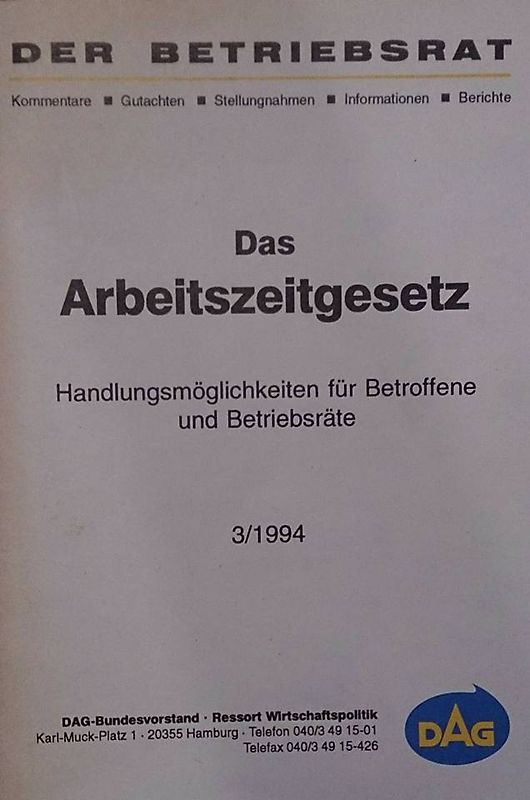 DER BETRIEBSRAT
Kommentare ■ Gutachten ■ Stellungnahmen ■ Informationen ■ Berichte
Das
Arbeitszeitgesetz
Handlungsmöglichkeiten für Betroffene
und Betriebsräte
3/1994
DAG-Bundesvorstand · Ressort Wirtschaftspolitik
Karl-Muck-Platz 1 · 20355 Hamburg · Telefon 040/3 49 15-01
Telefax 040/3 49 15-426
DAG